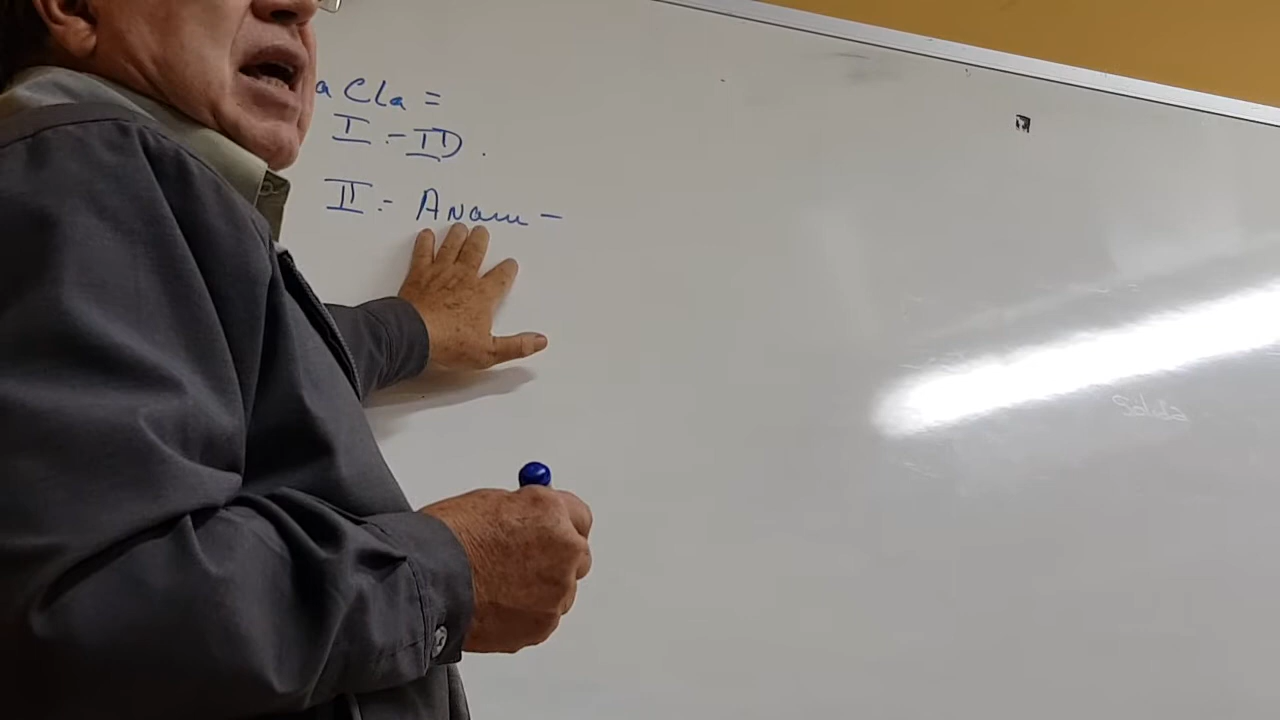 a Cla =
I.- ID.
II.- Anam -